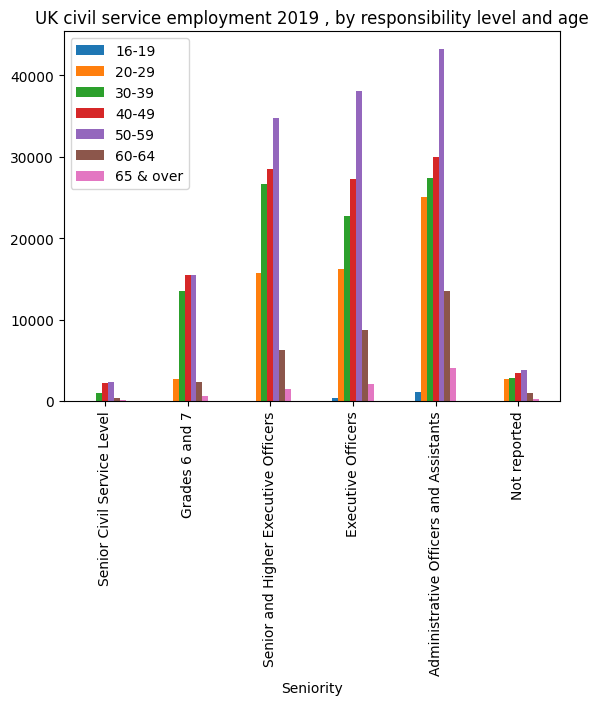 UK civil service employment 2019 , by responsibility level and age
16-19
20-29
30-39
40-49
50-59
60-64
65 & over
40000
30000
20000
10000
0
Senior Civil Service Level
Grades 6 and 7
Senior and Higher Executive Officers
Executive Officers
Administrative Officers and Assistants
Not reported
Seniority